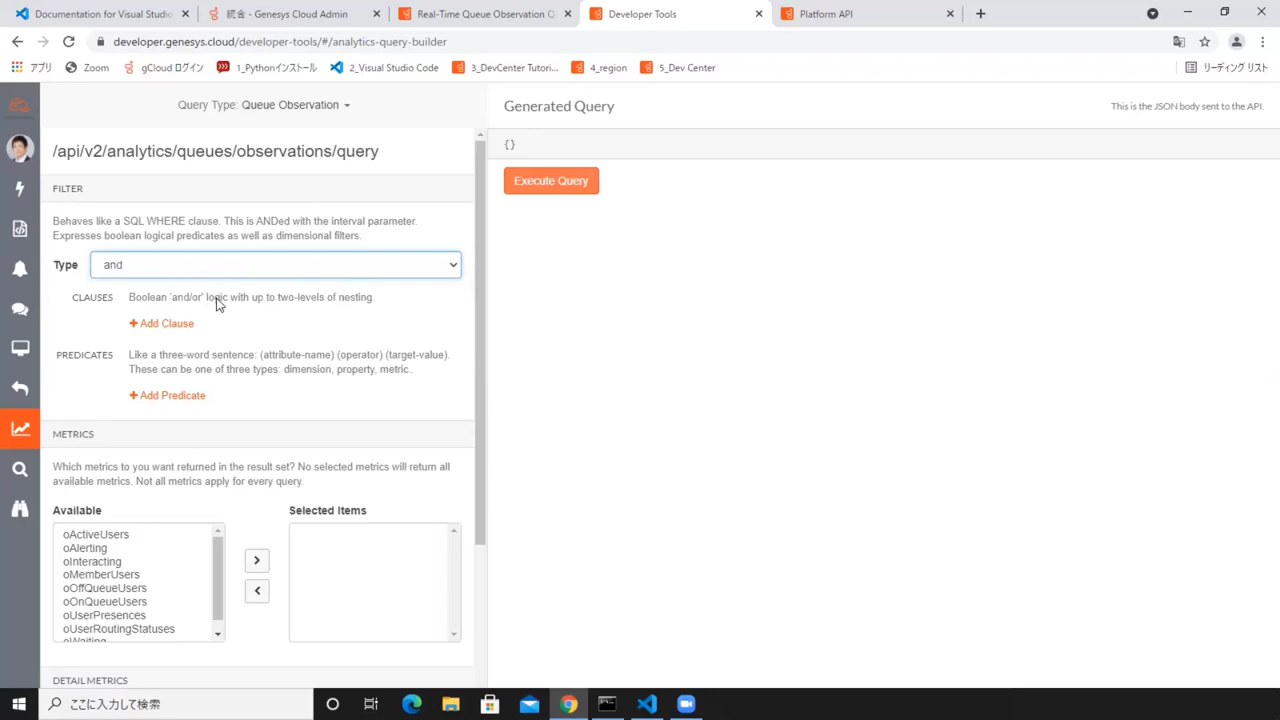 Documentation for Visual Studio
統合 - Genesys Cloud Admin
Real-Time Queue Observation Q
Developer Tools
Platform API
developer.genesys.cloud/developer-tools/#/analytics-query-builder
アプリ
Zoom
gCloud ログイン
1_Pythonインストール
2_Visual Studio Code
3_DevCenter Tutori...
4_region
5_Dev Center
リーディング リスト
Query Type: Queue Observation
Generated Query
This is the JSON body sent to the API.
/api/v2/analytics/queues/observations/query
{}
Execute Query
FILTER
Behaves like a SQL WHERE clause. This is ANDed with the interval parameter.
Expresses boolean logical predicates as well as dimensional filters.
Type
and
CLAUSES
Boolean 'and/or' logic with up to two-levels of nesting.
+ Add Clause
PREDICATES
Like a three-word sentence: (attribute-name) (operator) (target-value).
These can be one of three types: dimension, property, metric..
+ Add Predicate
METRICS
Which metrics to you want returned in the result set? No selected metrics will return all
available metrics. Not all metrics apply for every query.
Available
Selected Items
oActiveUsers
oAlerting
oInteracting
oMemberUsers
oOffQueueUsers
oOnQueueUsers
oUserPresences
oUserRoutingStatuses
oWaiting
DETAIL METRICS
ここに入力して検索